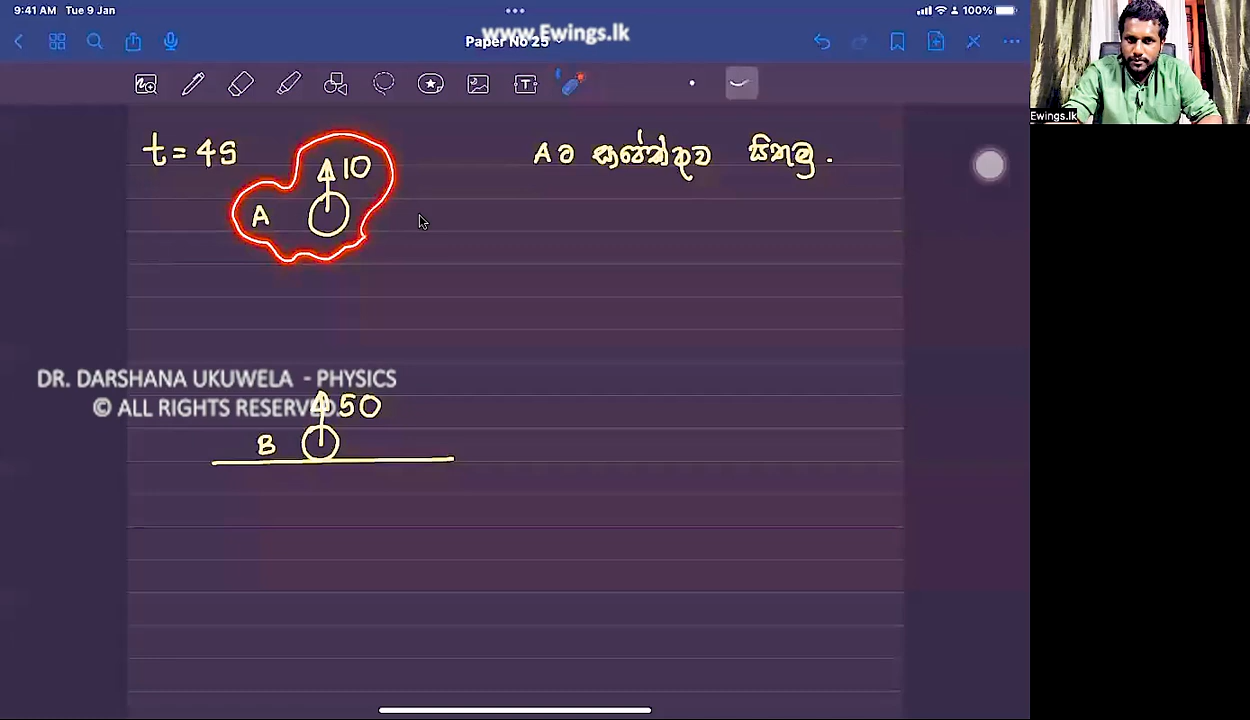 9:41 AM Tue 9 Jan
100%
www.Ewings.lk
Paper No 25
T
Ewings.lk
t = 4s
10
A
A ට සාපේක්ෂව සිතමු.
DR. DARSHANA UKUWELA - PHYSICS
© ALL RIGHTS RESERVED.
50
B